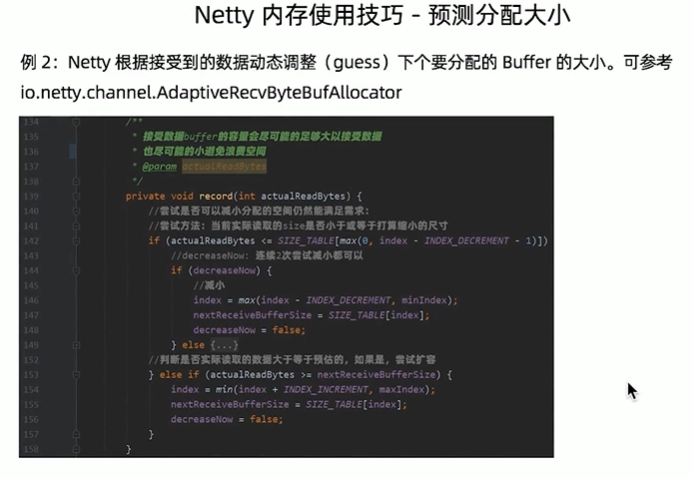 Netty 内存使用技巧 - 预测分配大小
例 2：Netty 根据接受到的数据动态调整（guess）下个要分配的 Buffer 的大小。可参考
io.netty.channel.AdaptiveRecvByteBufAllocator
134 /**
135 * 接受数据buffer的容量会尽可能的足够大以接受数据
136 * 也尽可能的小避免浪费空间
137 * @param actualReadBytes
138 */
139 private void record(int actualReadBytes) {
140 //尝试是否可以减小分配的空间仍然能满足需求：
141 //尝试方法：当前实际读取的size是否小于或等于打算缩小的尺寸
142 if (actualReadBytes <= SIZE_TABLE[max(0, index - INDEX_DECREMENT - 1)])
143 //decreaseNow: 连续2次尝试减小都可以
144 if (decreaseNow) {
145 //减小
146 index = max(index - INDEX_DECREMENT, minIndex);
147 nextReceiveBufferSize = SIZE_TABLE[index];
148 decreaseNow = false;
149 } else {...}
152 //判断是否实际读取的数据大于等于预估的，如果是，尝试扩容
153 } else if (actualReadBytes >= nextReceiveBufferSize) {
154 index = min(index + INDEX_INCREMENT, maxIndex);
155 nextReceiveBufferSize = SIZE_TABLE[index];
156 decreaseNow = false;
157 }
158 }